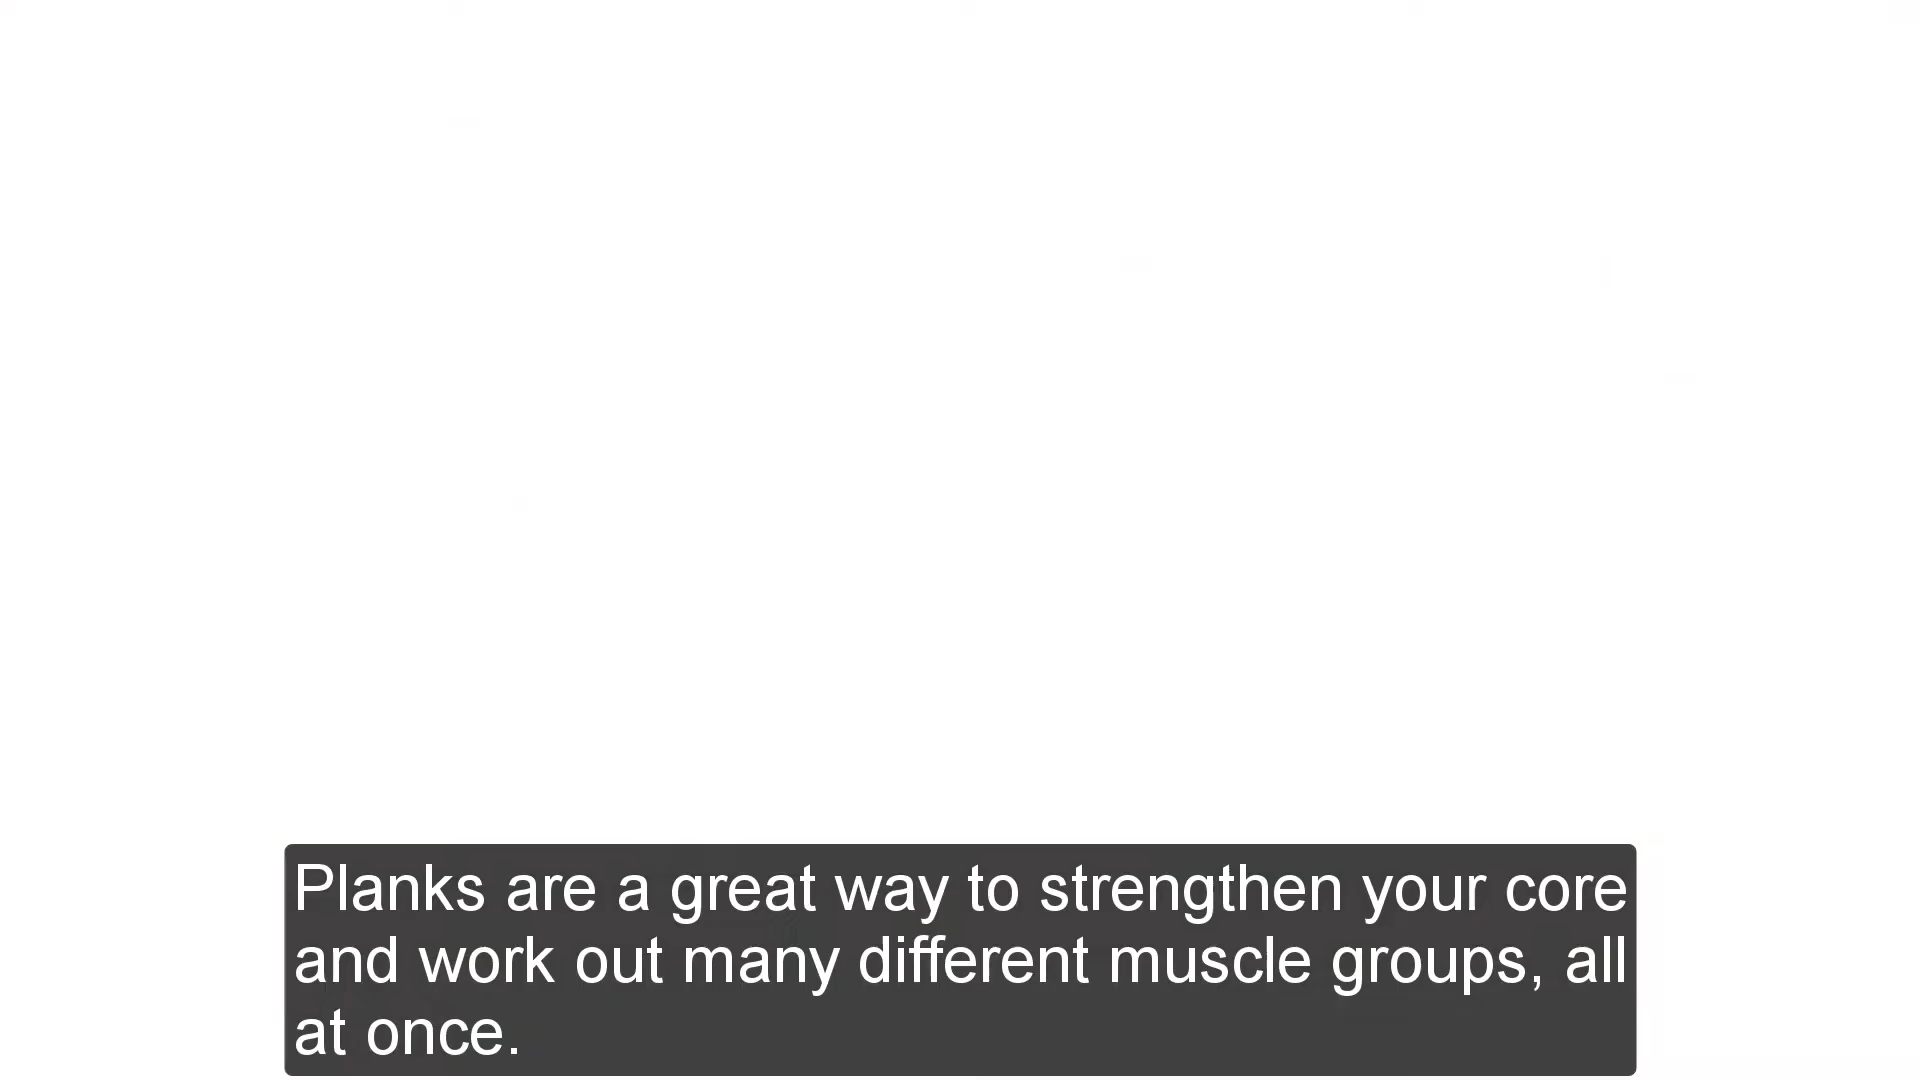 Planks are a great way to strengthen your core
and work out many different muscle groups, all
at once.